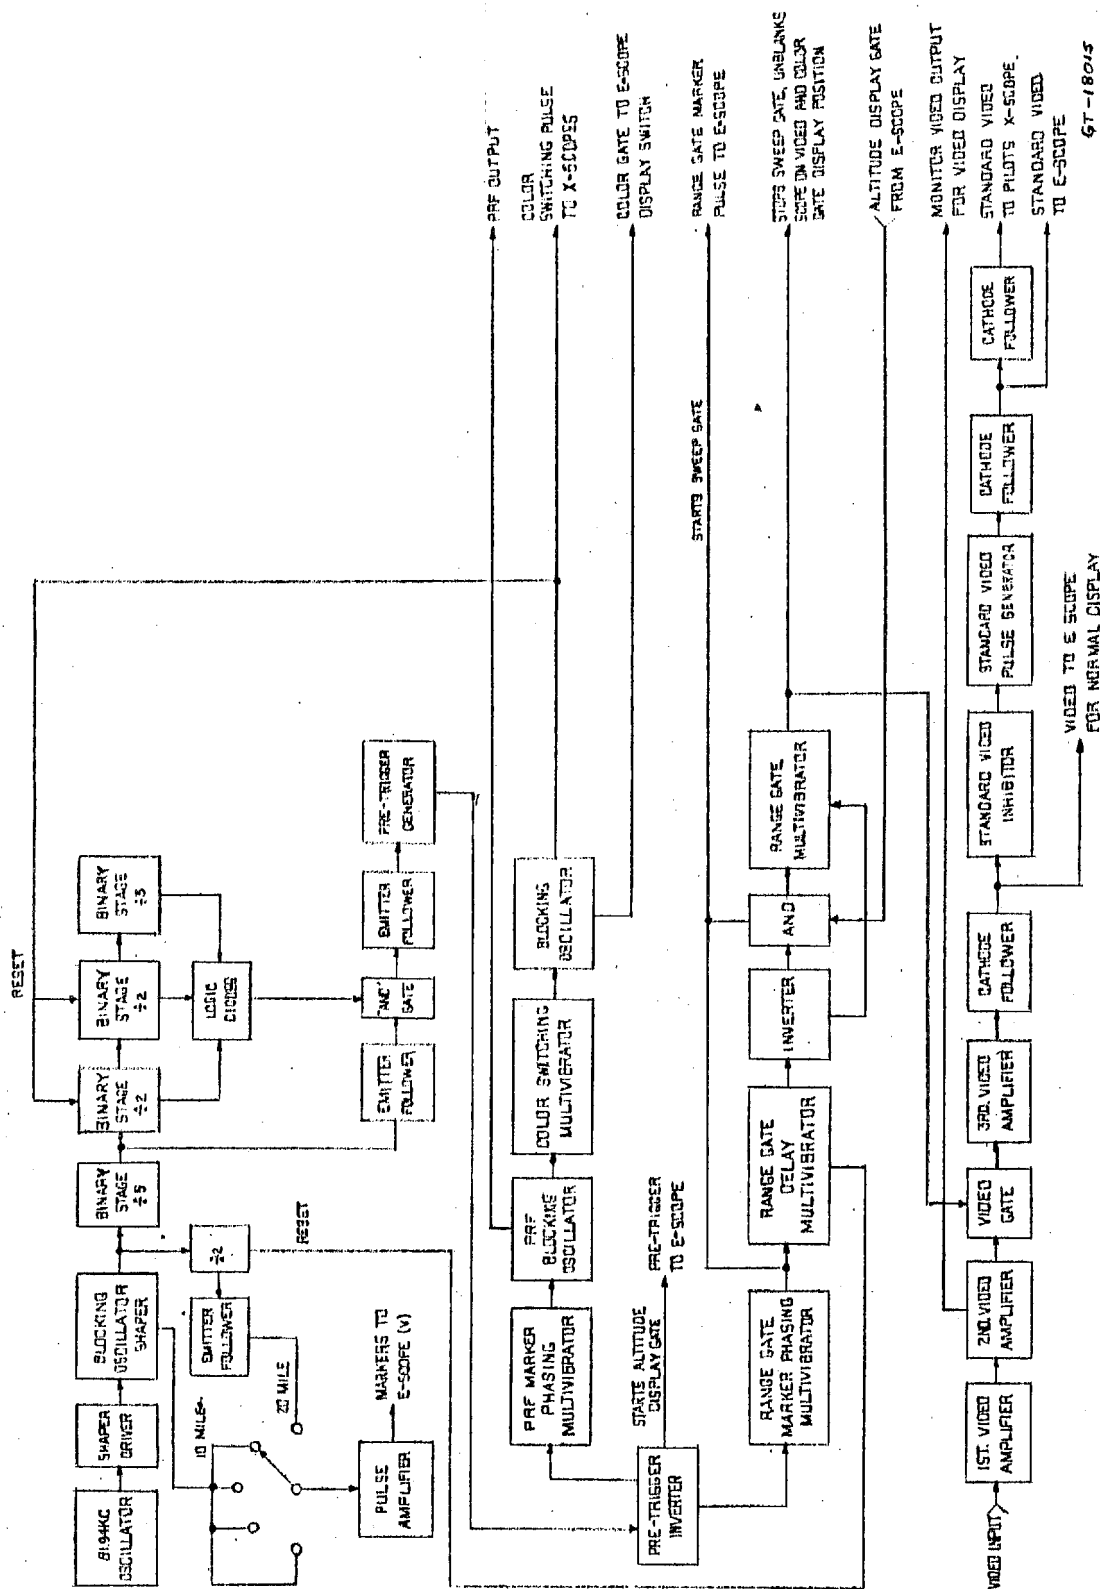 81.94KC
OSCILLATOR
SHAPER
DRIVER
BLOCKING
OSCILLATOR
SHAPER
BINARY
STAGE
÷5
BINARY
STAGE
÷2
BINARY
STAGE
÷2
BINARY
STAGE
÷3
RESET
LOGIC
DIODES
÷2
RESET
EMITTER
FOLLOWER
10 MILE
20 MILE
PULSE
AMPLIFIER
MARKERS TO
E-SCOPE (V)
EMITTER
FOLLOWER
"AND"
GATE
EMITTER
FOLLOWER
PRE-TRIGGER
GENERATOR
PRF OUTPUT
PRF MARKER
PHASING
MULTIVIBRATOR
PRF
BLOCKING
OSCILLATOR
COLOR SWITCHING
MULTIVIBRATOR
BLOCKING
OSCILLATOR
COLOR
SWITCHING PULSE
TO X-SCOPES
COLOR GATE TO E-SCOPE
DISPLAY SWITCH
PRE-TRIGGER
INVERTER
STARTS ALTITUDE
DISPLAY GATE
PRE-TRIGGER
TO E-SCOPE
STARTS SWEEP GATE
RANGE GATE MARKER
PULSE TO E-SCOPE
RANGE GATE
MARKER PHASING
MULTIVIBRATOR
RANGE GATE
DELAY
MULTIVIBRATOR
INVERTER
AND
RANGE GATE
MULTIVIBRATOR
STOPS SWEEP GATE, UNBLANKS
SCOPE ON VIDEO AND COLOR
GATE DISPLAY POSITION
ALTITUDE DISPLAY GATE
FROM E-SCOPE
MONITOR VIDEO OUTPUT
FOR VIDEO DISPLAY
VIDEO INPUT
1ST. VIDEO
AMPLIFIER
2ND. VIDEO
AMPLIFIER
VIDEO
GATE
3RD. VIDEO
AMPLIFIER
CATHODE
FOLLOWER
STANDARD VIDEO
INHIBITOR
STANDARD VIDEO
PULSE GENERATOR
CATHODE
FOLLOWER
CATHODE
FOLLOWER
STANDARD VIDEO
TO PILOTS X-SCOPE.
STANDARD VIDEO
TO E-SCOPE
VIDEO TO E SCOPE
FOR NORMAL DISPLAY
GT-18015